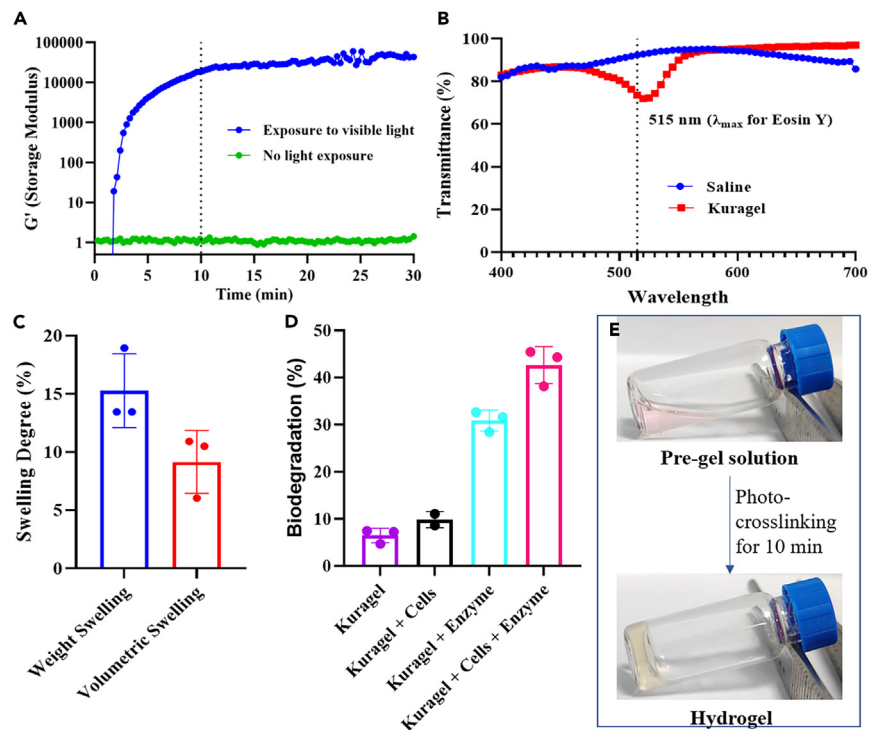 A
G' (Storage Modulus)
100000
10000
1000
100
10
1
0
5
10
15
20
25
30
Time (min)
Exposure to visible light
No light exposure
B
Transmittance (%)
100
80
60
40
20
0
400
500
600
700
Wavelength
515 nm (λmax for Eosin Y)
Saline
Kuragel
C
Swelling Degree (%)
20
15
10
5
0
Weight Swelling
Volumetric Swelling
D
Biodegradation (%)
50
40
30
20
10
0
Kuragel
Kuragel + Cells
Kuragel + Enzyme
Kuragel + Cells + Enzyme
E
Pre-gel solution
Photo-
crosslinking
for 10 min
Hydrogel